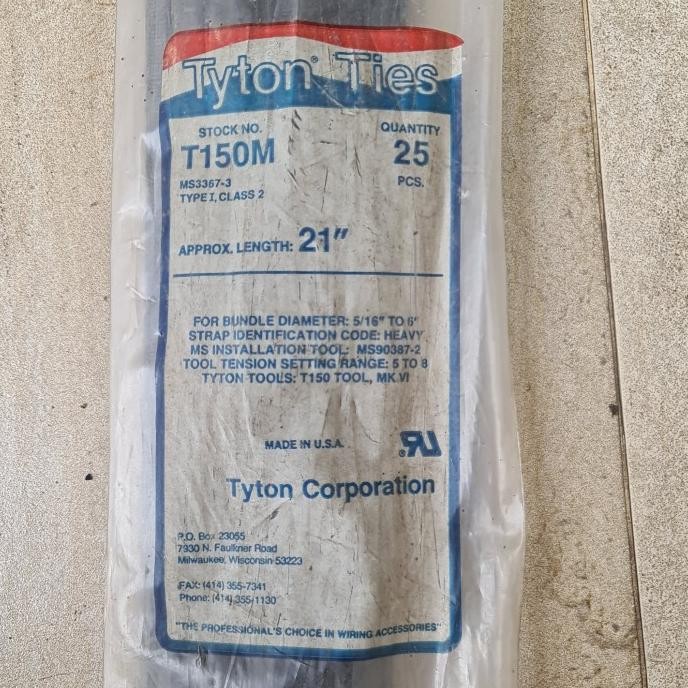 Tyton® Ties
STOCK NO. QUANTITY
T150M 25
MS3367-3 PCS.
TYPE I, CLASS 2
APPROX. LENGTH: 21"
FOR BUNDLE DIAMETER: 5/16" TO 6"
STRAP IDENTIFICATION CODE: HEAVY
MS INSTALLATION TOOL: MS90387-2
TOOL TENSION SETTING RANGE: 5 TO 8
TYTON TOOLS: T150 TOOL, MK VI
MADE IN U.S.A.
Tyton Corporation
P.O. Box 23055
7930 N. Faulkner Road
Milwaukee, Wisconsin 53223
FAX: (414) 355-7341
Phone: (414) 355-1130
"THE PROFESSIONAL'S CHOICE IN WIRING ACCESSORIES"